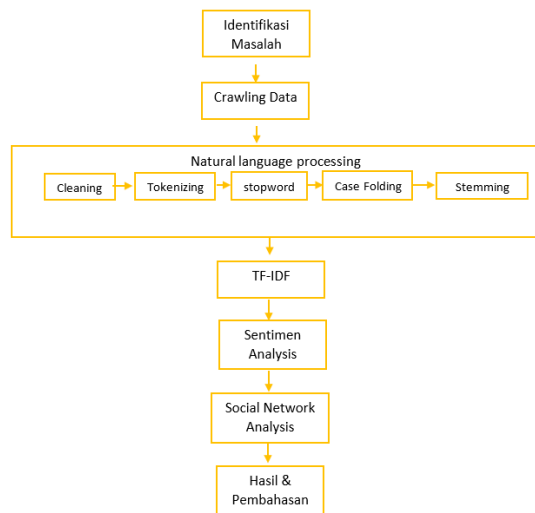 Identifikasi
Masalah
Crawling Data
Natural language processing
Cleaning
Tokenizing
stopword
Case Folding
Stemming
TF-IDF
Sentimen
Analysis
Social Network
Analysis
Hasil &
Pembahasan